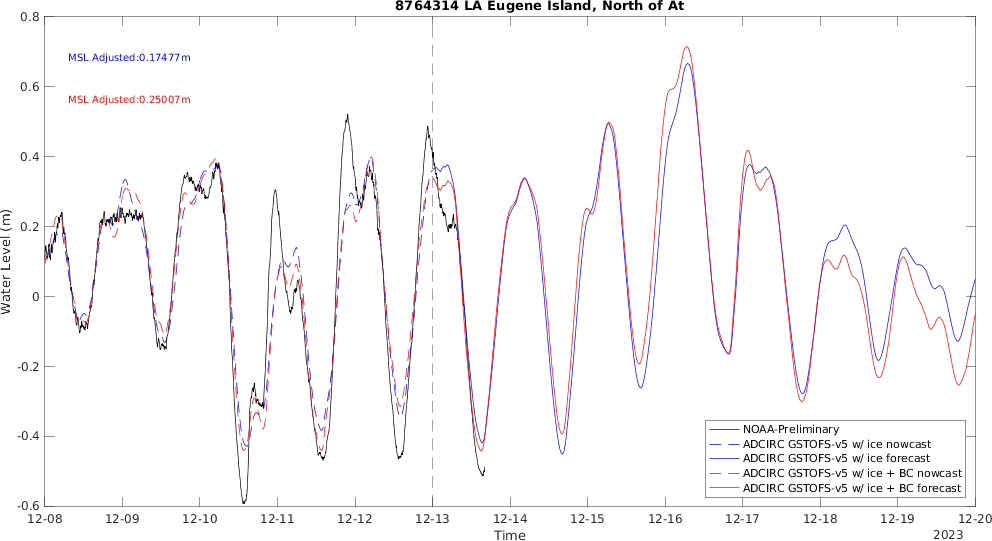 8764314 LA Eugene Island, North of At
MSL Adjusted:0.17477m
MSL Adjusted:0.25007m
Water Level (m)
0.8
0.6
0.4
0.2
0
-0.2
-0.4
-0.6
NOAA-Preliminary
ADCIRC GSTOFS-v5 w/ ice nowcast
ADCIRC GSTOFS-v5 w/ ice forecast
ADCIRC GSTOFS-v5 w/ ice + BC nowcast
ADCIRC GSTOFS-v5 w/ ice + BC forecast
12-08 12-09 12-10 12-11 12-12 12-13 12-14 12-15 12-16 12-17 12-18 12-19 12-20
Time
2023